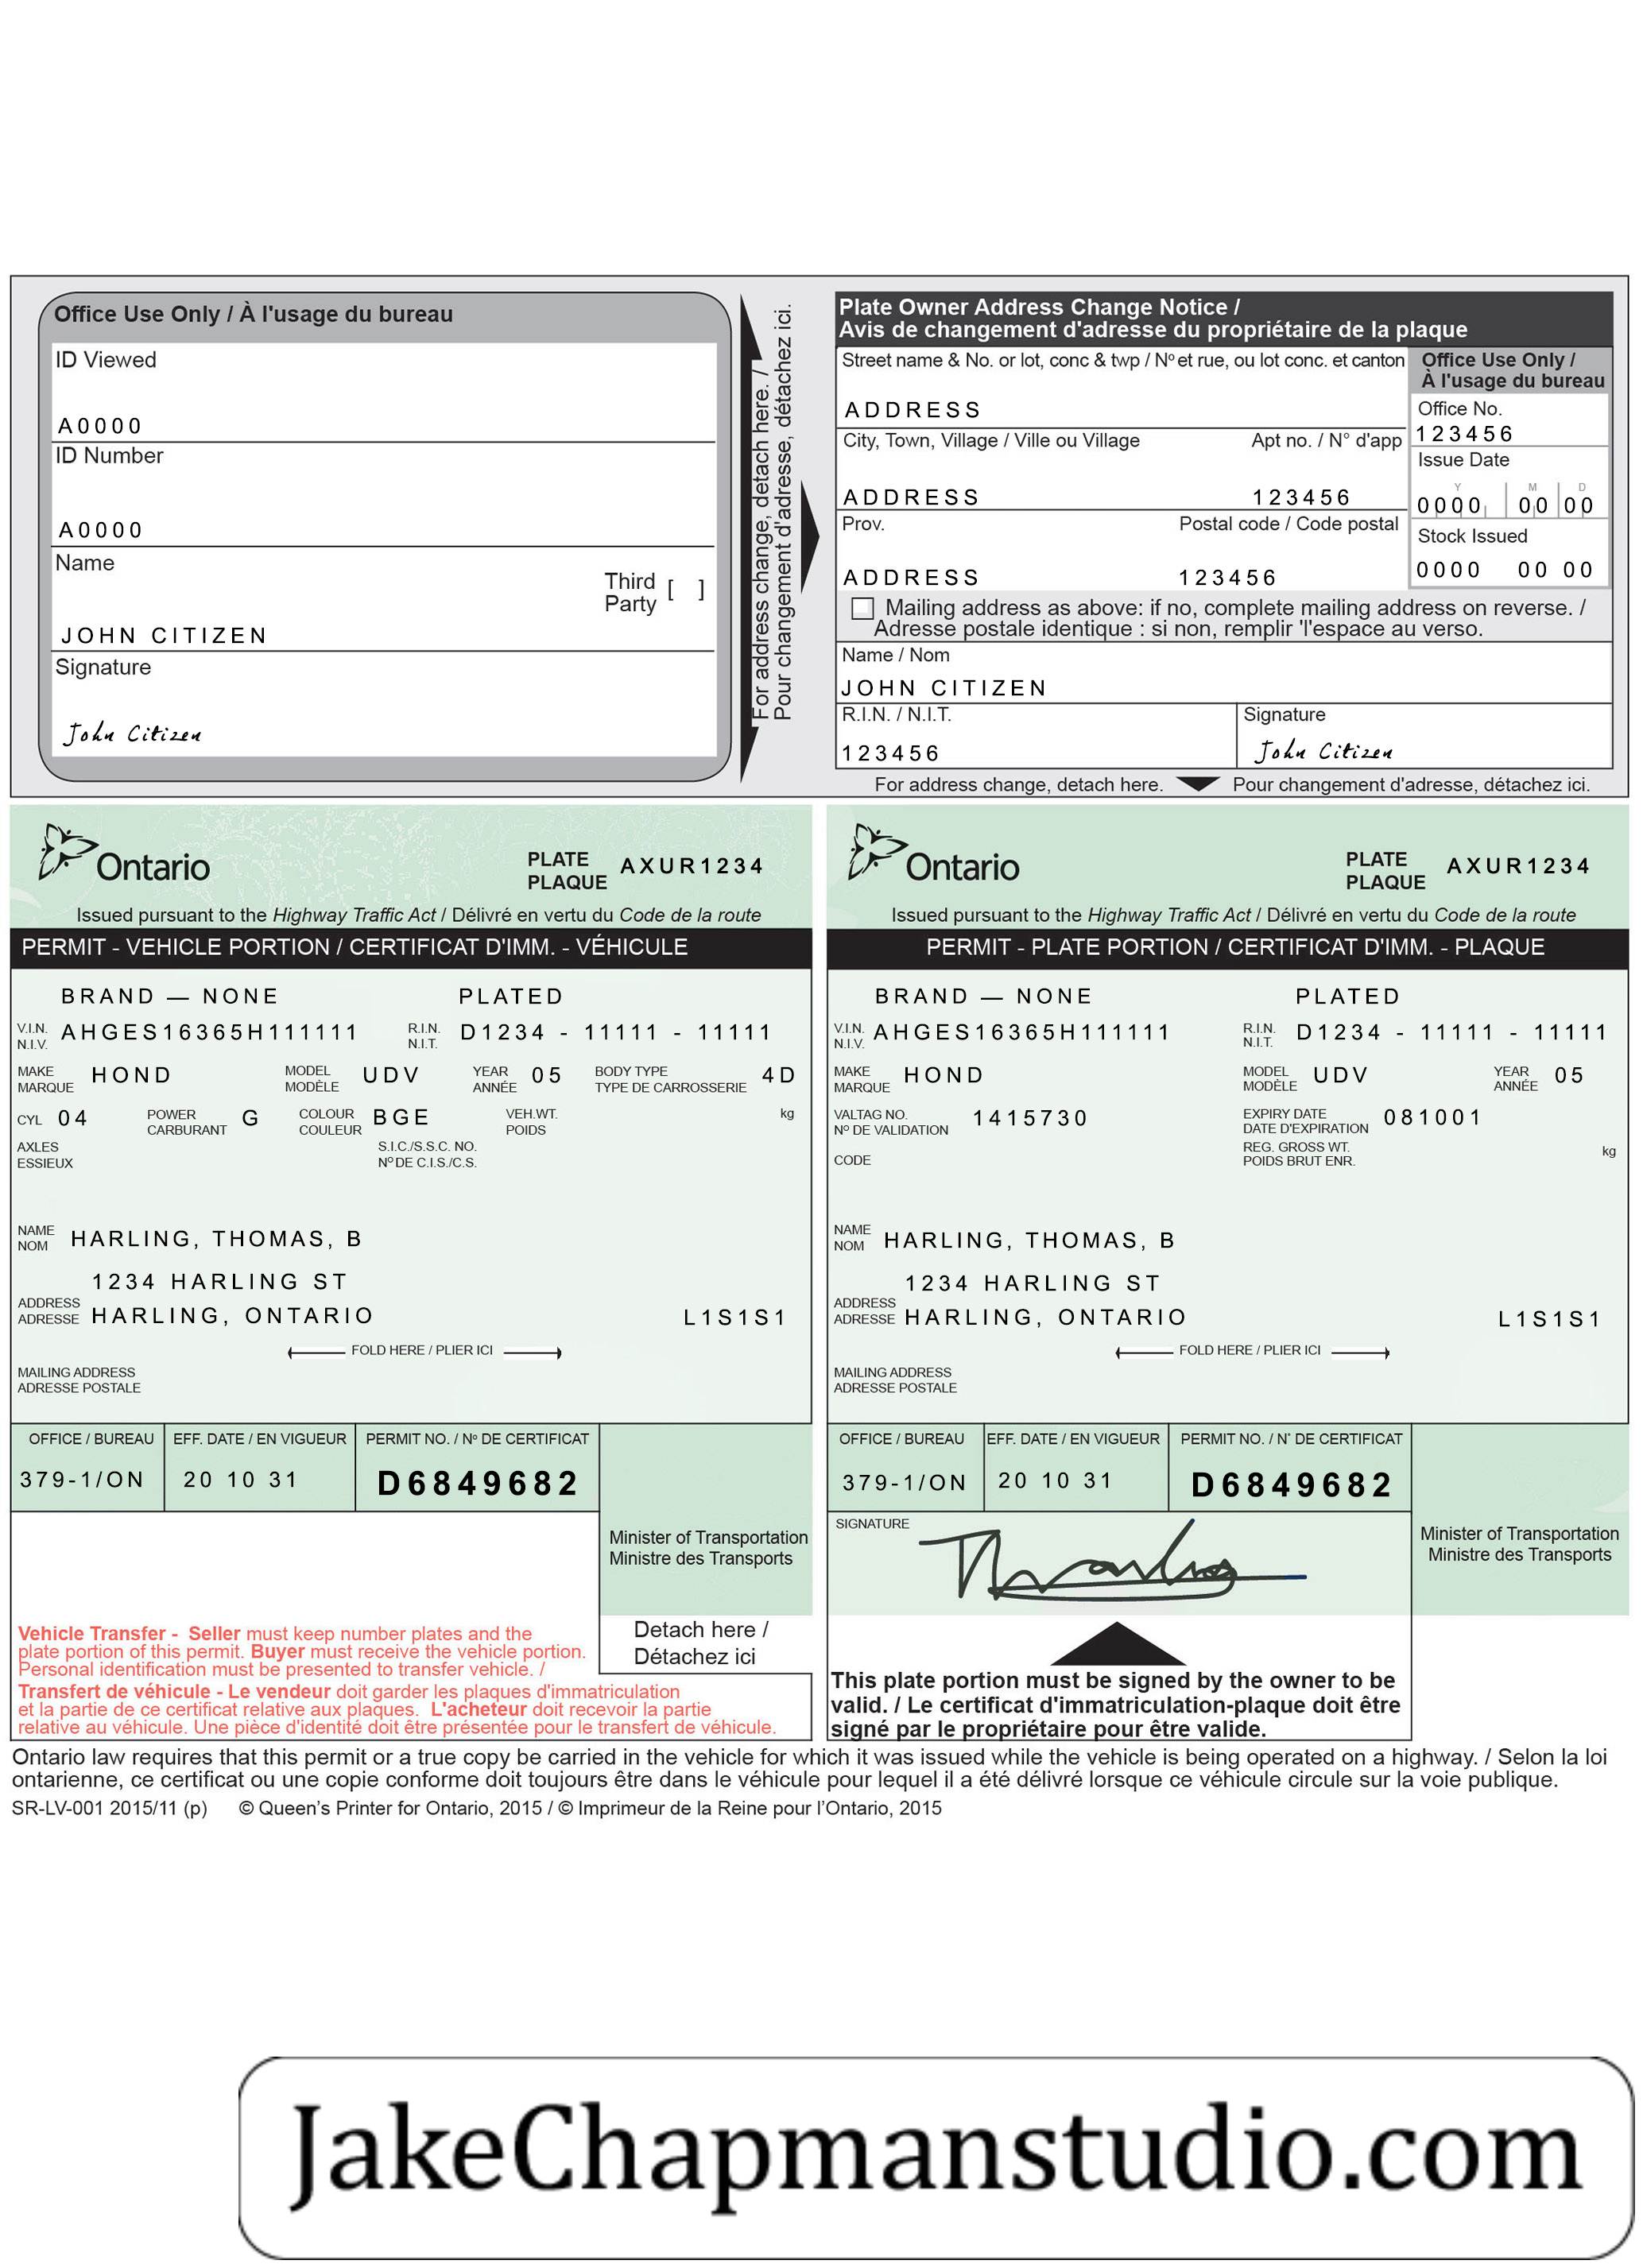 Office Use Only / À l'usage du bureau
ID Viewed
A0000
ID Number
A0000
Name
Third Party [ ]
JOHN CITIZEN
Signature
John Citizen
For address change, detach here. /
Pour changement d'adresse, détachez ici.
Plate Owner Address Change Notice /
Avis de changement d'adresse du propriétaire de la plaque
Street name & No. or lot, conc & twp / Nº et rue, ou lot conc. et canton
ADDRESS
City, Town, Village / Ville ou Village Apt no. / N° d'app
ADDRESS 123456
Prov. Postal code / Code postal
ADDRESS 123456
Office Use Only /
À l'usage du bureau
Office No.
123456
Issue Date
Y M D
0000 00 00
Stock Issued
0000 00 00
Mailing address as above: if no, complete mailing address on reverse. /
Adresse postale identique : si non, remplir 'l'espace au verso.
Name / Nom
JOHN CITIZEN
R.I.N. / N.I.T. Signature
123456 John Citizen
For address change, detach here. Pour changement d'adresse, détachez ici.
Ontario PLATE PLAQUE AXUR1234
Issued pursuant to the Highway Traffic Act / Délivré en vertu du Code de la route
PERMIT - VEHICLE PORTION / CERTIFICAT D'IMM. - VÉHICULE
BRAND — NONE PLATED
V.I.N. N.I.V. AHGES16365H111111 R.I.N. N.I.T. D1234 - 11111 - 11111
MAKE MARQUE HOND MODEL MODÈLE UDV YEAR ANNÉE 05 BODY TYPE TYPE DE CARROSSERIE 4D
CYL 04 POWER CARBURANT G COLOUR COULEUR BGE VEH.WT. POIDS kg
AXLES ESSIEUX S.I.C./S.S.C. NO. Nº DE C.I.S./C.S.
NAME NOM HARLING, THOMAS, B
1234 HARLING ST
ADDRESS ADRESSE HARLING, ONTARIO L1S1S1
FOLD HERE / PLIER ICI
MAILING ADDRESS
ADRESSE POSTALE
OFFICE / BUREAU EFF. DATE / EN VIGUEUR PERMIT NO. / Nº DE CERTIFICAT
379-1/ON 20 10 31 D6849682
Minister of Transportation
Ministre des Transports
Vehicle Transfer - Seller must keep number plates and the
plate portion of this permit. Buyer must receive the vehicle portion.
Personal identification must be presented to transfer vehicle. /
Transfert de véhicule - Le vendeur doit garder les plaques d'immatriculation
et la partie de ce certificat relative aux plaques. L'acheteur doit recevoir la partie
relative au véhicule. Une pièce d'identité doit être présentée pour le transfert de véhicule.
Detach here /
Détachez ici
Ontario PLATE PLAQUE AXUR1234
Issued pursuant to the Highway Traffic Act / Délivré en vertu du Code de la route
PERMIT - PLATE PORTION / CERTIFICAT D'IMM. - PLAQUE
BRAND — NONE PLATED
V.I.N. N.I.V. AHGES16365H111111 R.I.N. N.I.T. D1234 - 11111 - 11111
MAKE MARQUE HOND MODEL MODÈLE UDV YEAR ANNÉE 05
VALTAG NO. Nº DE VALIDATION 1415730 EXPIRY DATE DATE D'EXPIRATION 081001
CODE REG. GROSS WT. POIDS BRUT ENR. kg
NAME NOM HARLING, THOMAS, B
1234 HARLING ST
ADDRESS ADRESSE HARLING, ONTARIO L1S1S1
FOLD HERE / PLIER ICI
MAILING ADDRESS
ADRESSE POSTALE
OFFICE / BUREAU EFF. DATE / EN VIGUEUR PERMIT NO. / N° DE CERTIFICAT
379-1/ON 20 10 31 D6849682
SIGNATURE
Minister of Transportation
Ministre des Transports
This plate portion must be signed by the owner to be
valid. / Le certificat d'immatriculation-plaque doit être
signé par le propriétaire pour être valide.
Ontario law requires that this permit or a true copy be carried in the vehicle for which it was issued while the vehicle is being operated on a highway. / Selon la loi
ontarienne, ce certificat ou une copie conforme doit toujours être dans le véhicule pour lequel il a été délivré lorsque ce véhicule circule sur la voie publique.
SR-LV-001 2015/11 (p) © Queen's Printer for Ontario, 2015 / © Imprimeur de la Reine pour l'Ontario, 2015
JakeChapmanstudio.com